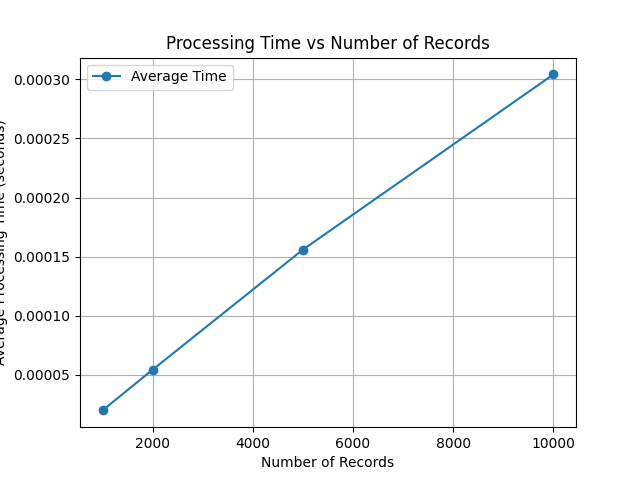 Processing Time vs Number of Records
Average Time
0.00030
0.00025
0.00020
0.00015
0.00010
0.00005
Average Processing Time (seconds)
2000 4000 6000 8000 10000
Number of Records